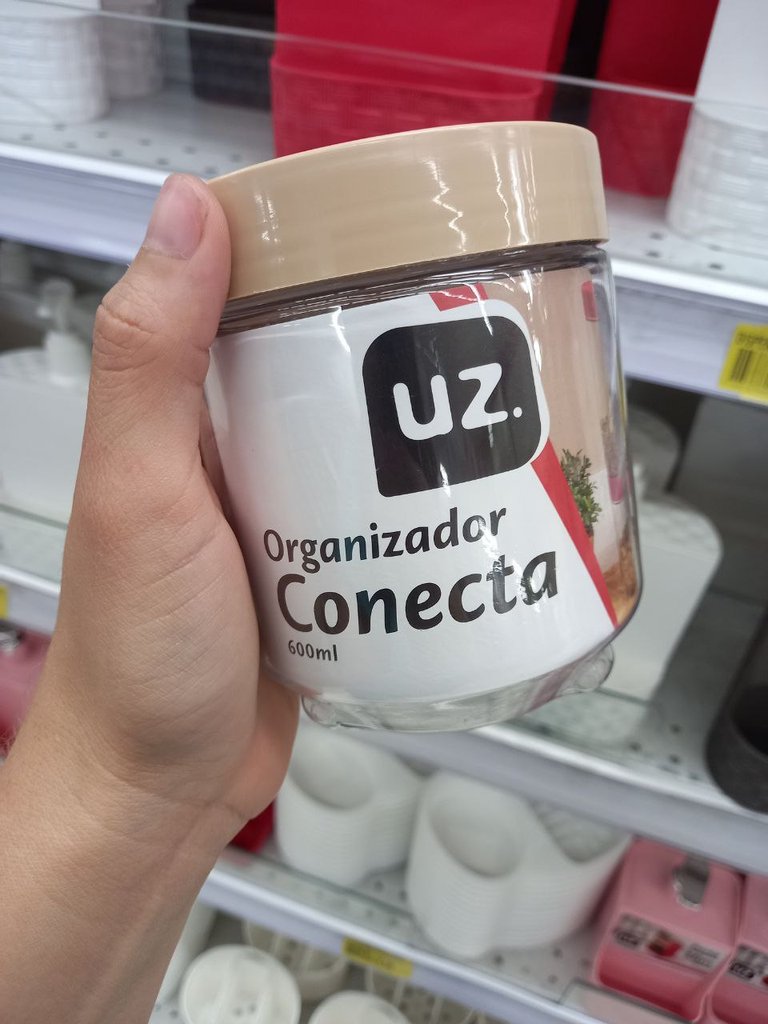 uz.
Organizador
Conecta
600ml